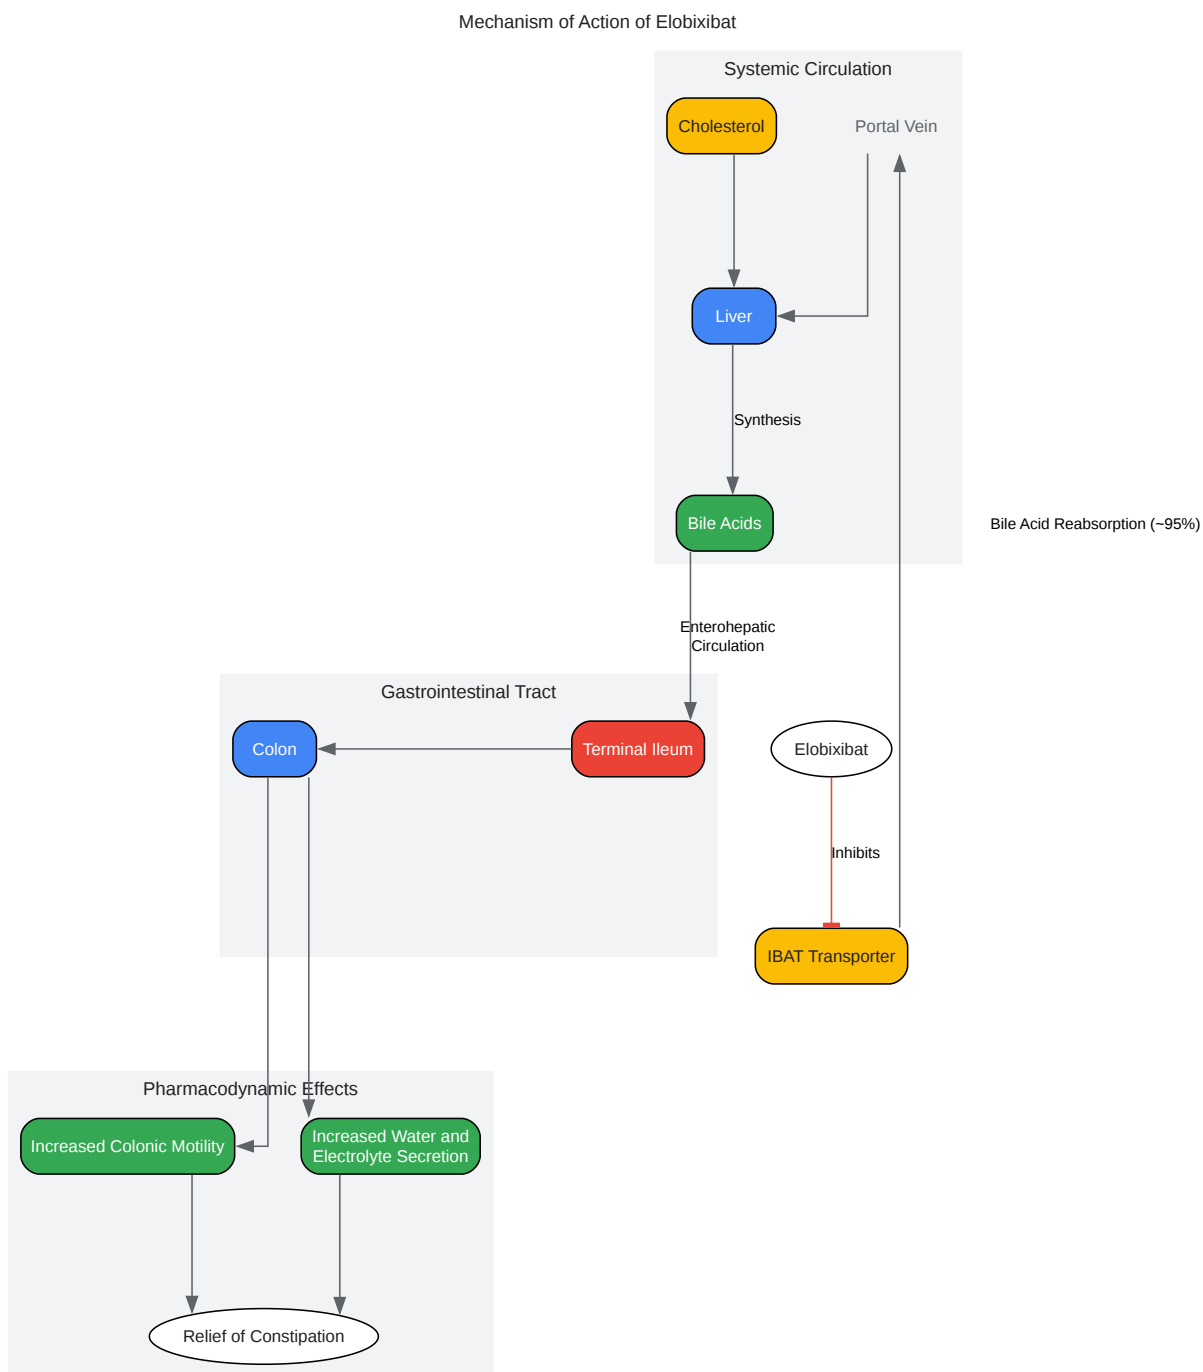 Mechanism of Action of Elobixibat
Systemic Circulation
Cholesterol
Portal Vein
Liver
Synthesis
Bile Acids
Bile Acid Reabsorption (~95%)
Enterohepatic
Circulation
Gastrointestinal Tract
Colon
Terminal Ileum
Elobixibat
Inhibits
IBAT Transporter
Pharmacodynamic Effects
Increased Colonic Motility
Increased Water and
Electrolyte Secretion
Relief of Constipation